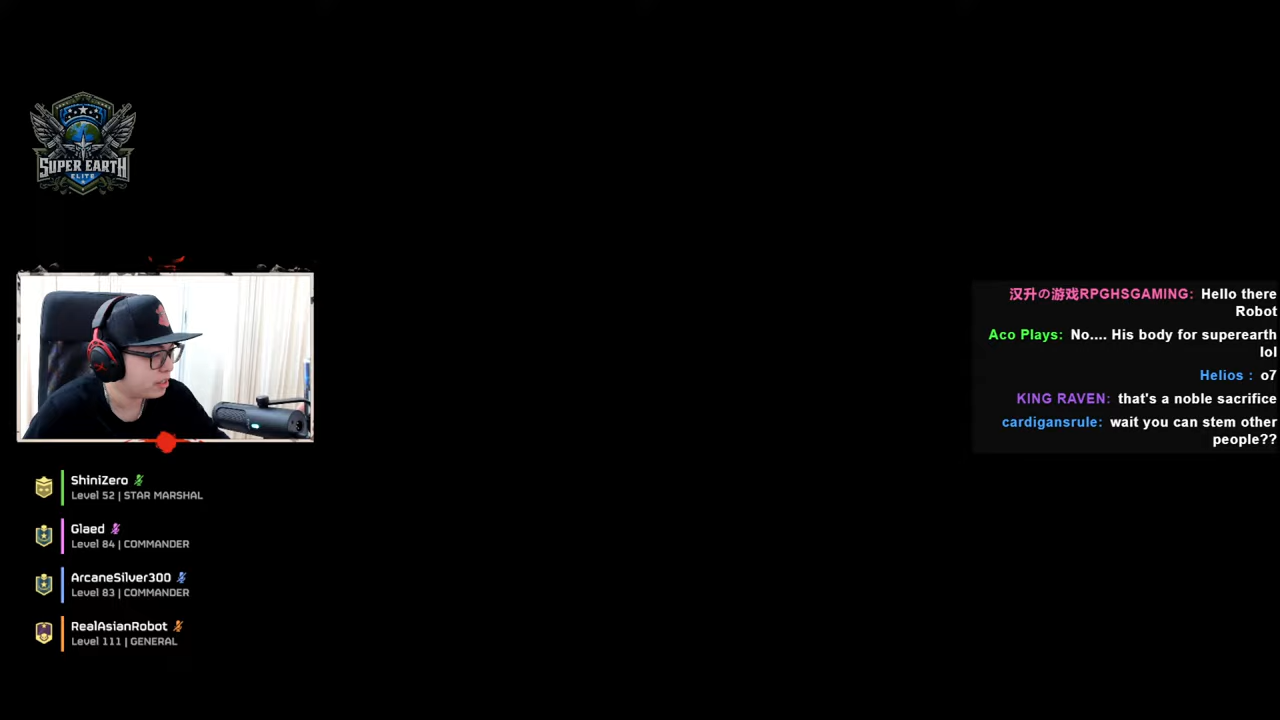 SUPER EARTH
ELITE
汉升の游戏RPGHSGAMING: Hello there
Robot
Aco Plays: No.... His body for superearth
lol
Helios : o7
KING RAVEN: that's a noble sacrifice
cardigansrule: wait you can stem other
people??
ShiniZero
Level 52 | STAR MARSHAL
Glaed
Level 84 | COMMANDER
ArcaneSilver300
Level 83 | COMMANDER
RealAsianRobot
Level 111 | GENERAL